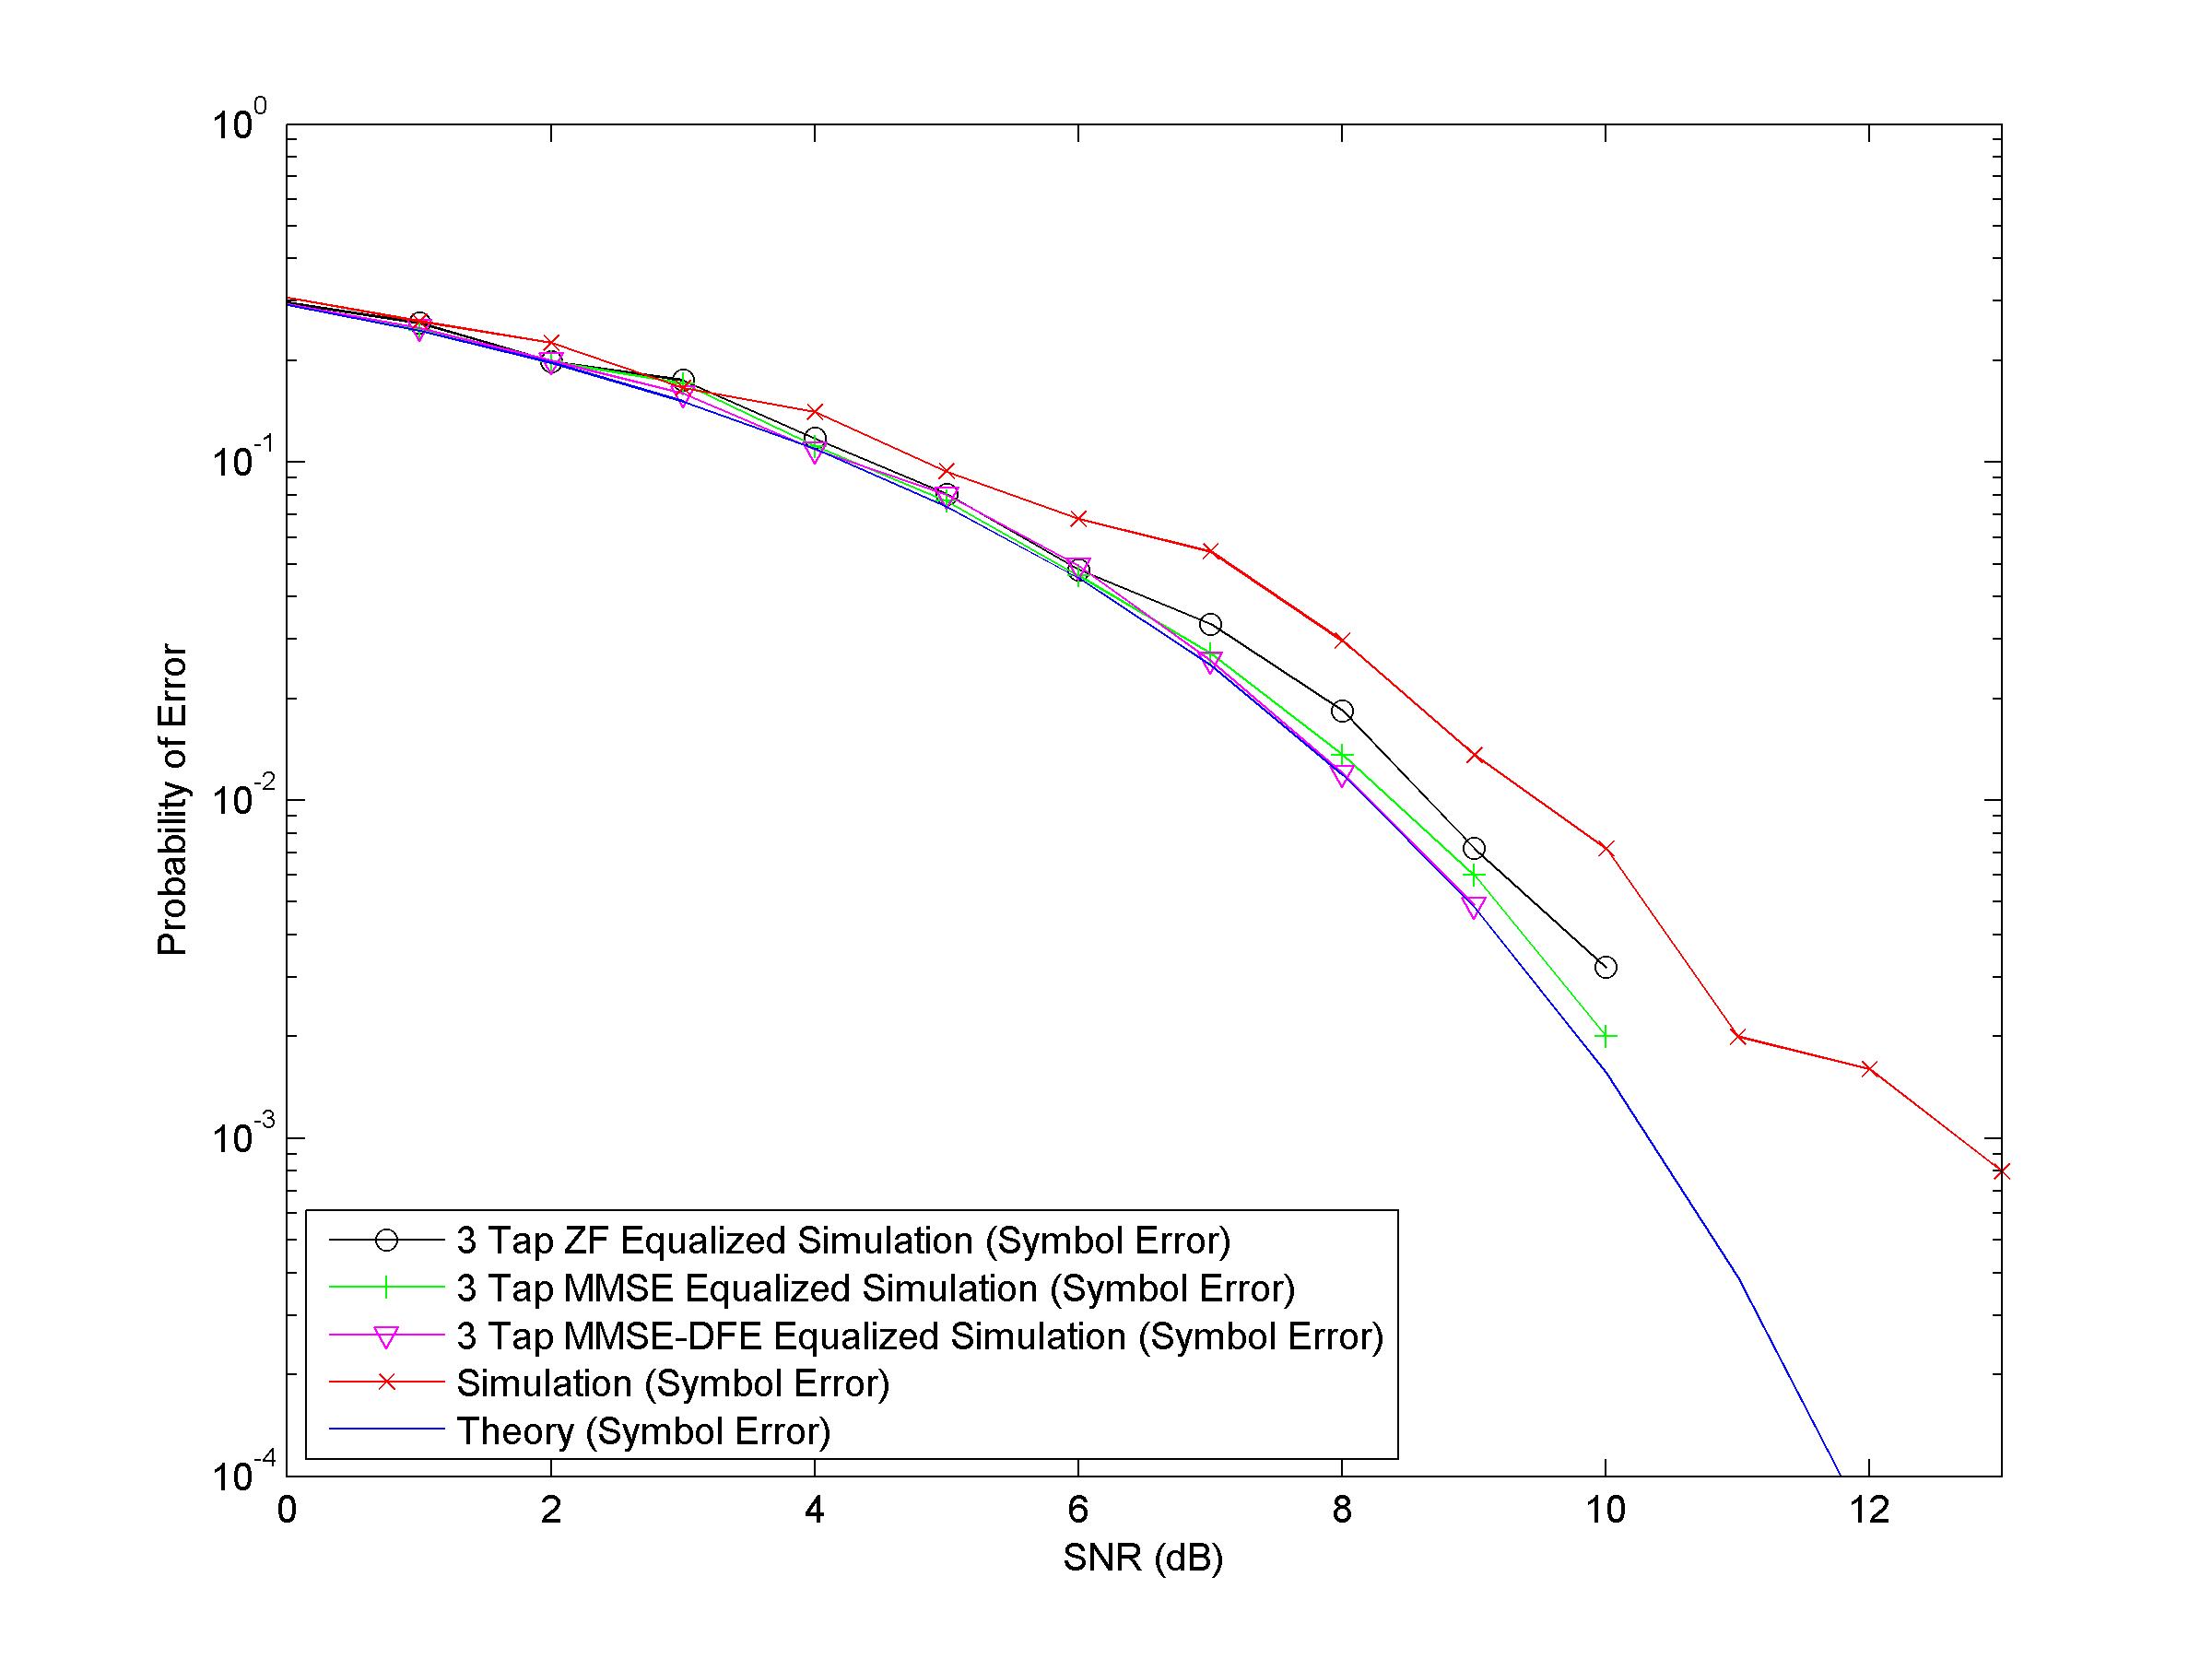 10^0
10^-1
10^-2
10^-3
10^-4
Probability of Error
3 Tap ZF Equalized Simulation (Symbol Error)
3 Tap MMSE Equalized Simulation (Symbol Error)
3 Tap MMSE-DFE Equalized Simulation (Symbol Error)
Simulation (Symbol Error)
Theory (Symbol Error)
0 2 4 6 8 10 12
SNR (dB)